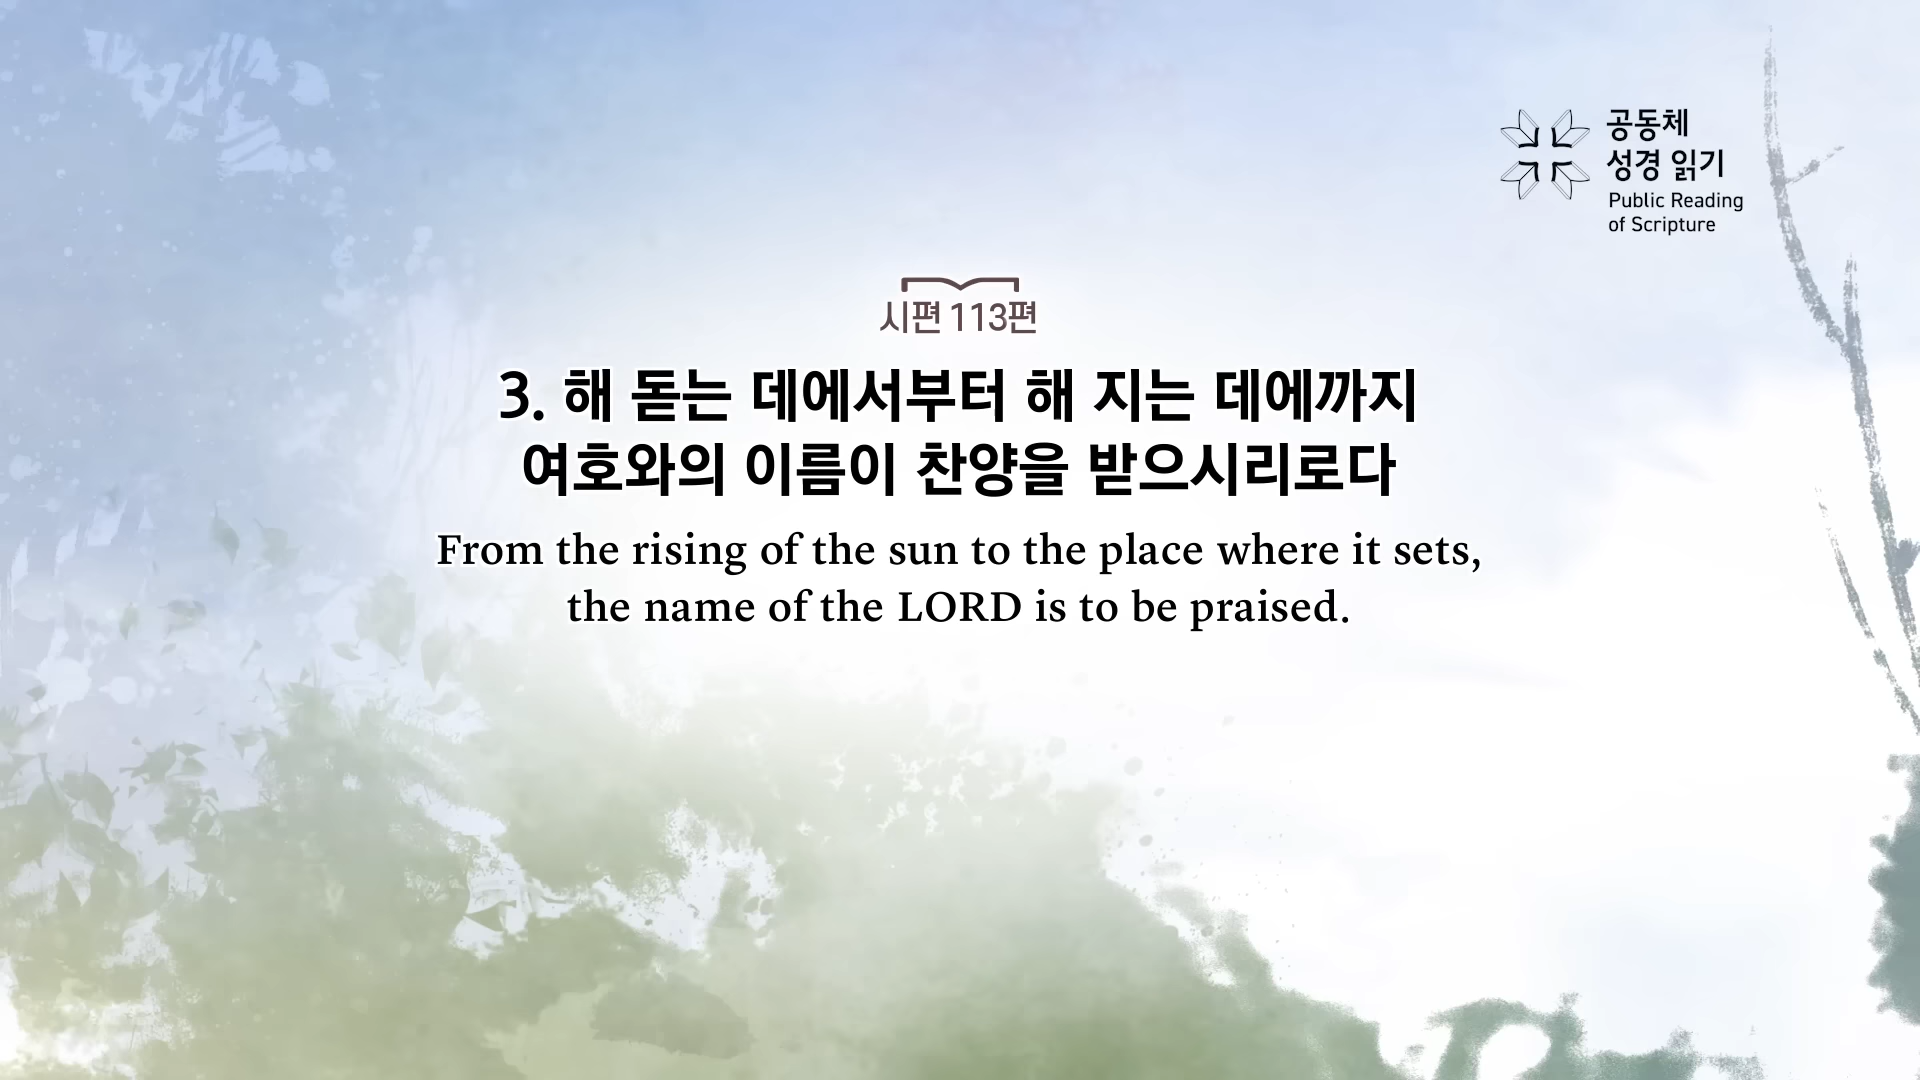 공동체
성경 읽기
Public Reading
of Scripture
시편 113편
3. 해 돋는 데에서부터 해 지는 데에까지
여호와의 이름이 찬양을 받으시리로다
From the rising of the sun to the place where it sets,
the name of the LORD is to be praised.